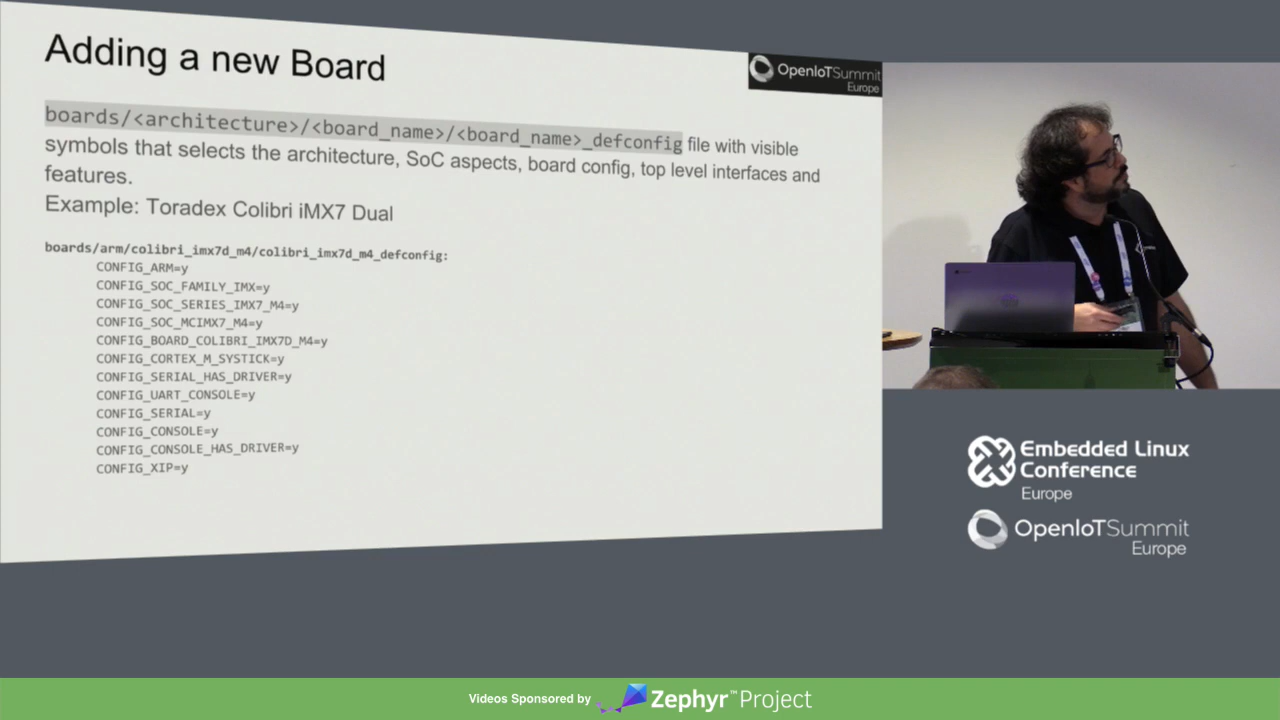 Adding a new Board
OpenIoTSummit
Europe
boards/<architecture>/<board_name>/<board_name>_defconfig file with visible
symbols that selects the architecture, SoC aspects, board config, top level interfaces and
features.
Example: Toradex Colibri iMX7 Dual
boards/arm/colibri_imx7d_m4/colibri_imx7d_m4_defconfig:
CONFIG_ARM=y
CONFIG_SOC_FAMILY_IMX=y
CONFIG_SOC_SERIES_IMX7_M4=y
CONFIG_SOC_MCIMX7_M4=y
CONFIG_BOARD_COLIBRI_IMX7D_M4=y
CONFIG_CORTEX_M_SYSTICK=y
CONFIG_SERIAL_HAS_DRIVER=y
CONFIG_UART_CONSOLE=y
CONFIG_SERIAL=y
CONFIG_CONSOLE=y
CONFIG_CONSOLE_HAS_DRIVER=y
CONFIG_XIP=y
Embedded Linux
Conference
Europe
OpenIoTSummit
Europe
Videos Sponsored by Zephyr™Project